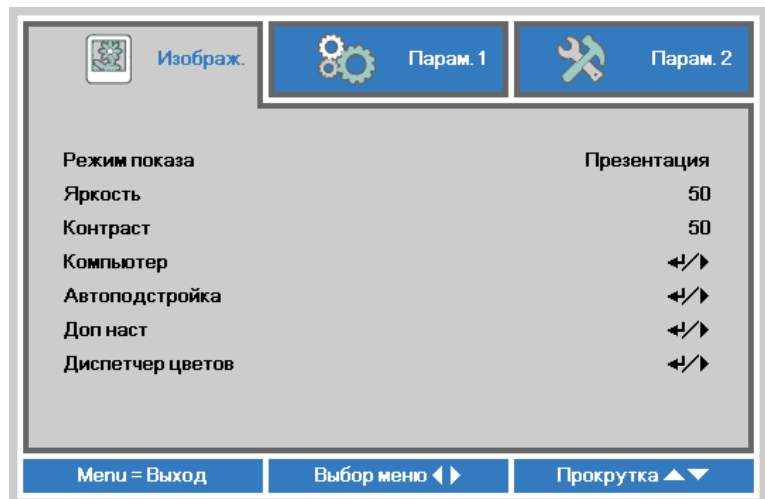 Изображ. Парам. 1 Парам. 2
Режим показа Презентация
Яркость 50
Контраст 50
Компьютер ↵/▶
Автоподстройка ↵/▶
Доп наст ↵/▶
Диспетчер цветов ↵/▶
Menu = Выход Выбор меню ◀▶ Прокрутка ▲▼